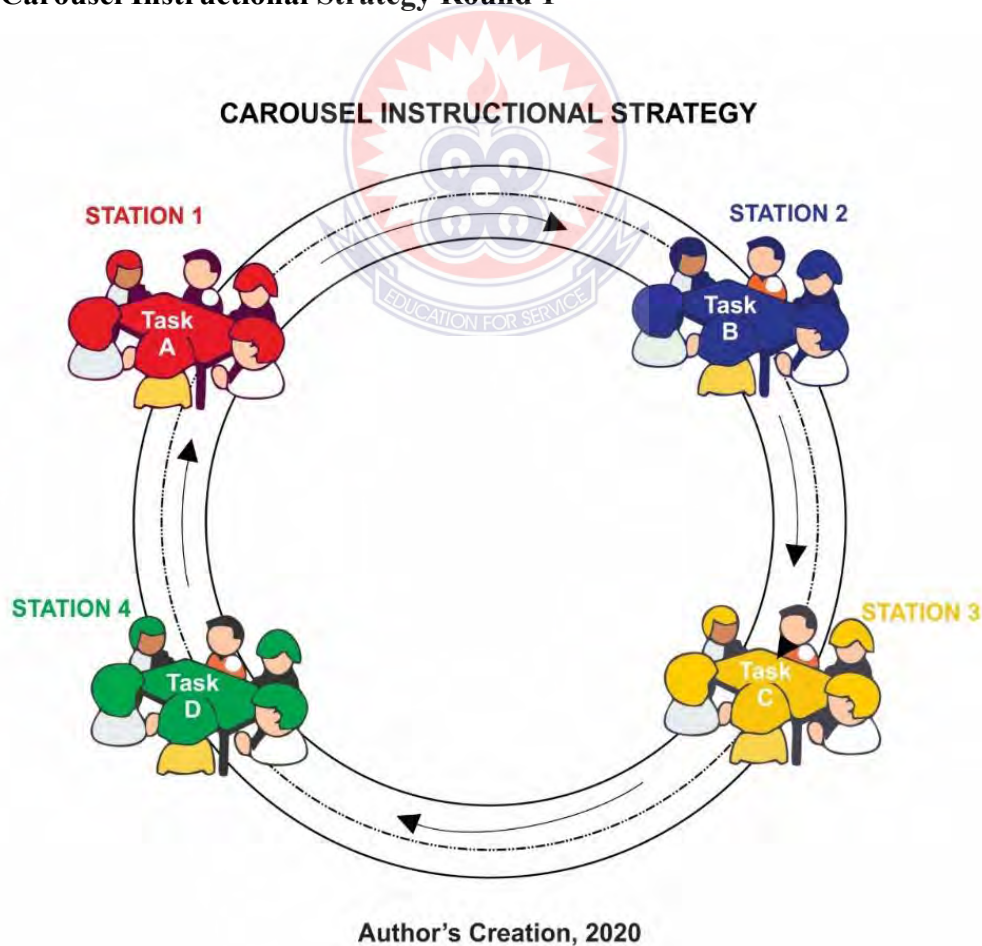 Carousel Instructional Strategy Round 1
CAROUSEL INSTRUCTIONAL STRATEGY
STATION 1
STATION 2
Task
A
Task
B
EDUCATION FOR SERVICE
STATION 4
STATION 3
Task
D
Task
C
Author's Creation, 2020